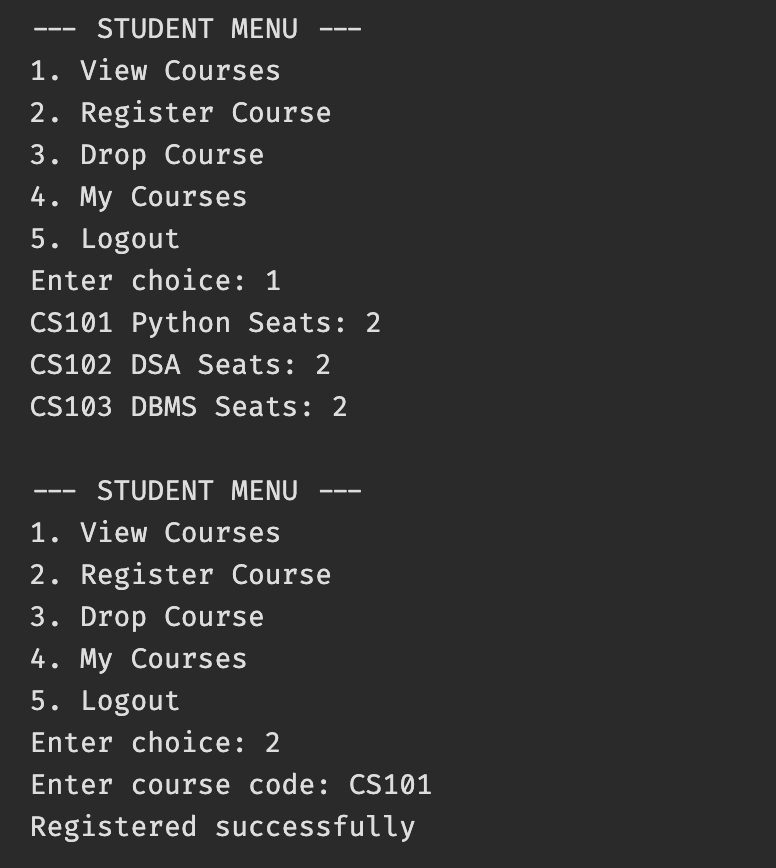 --- STUDENT MENU ---
1. View Courses
2. Register Course
3. Drop Course
4. My Courses
5. Logout
Enter choice: 1
CS101 Python Seats: 2
CS102 DSA Seats: 2
CS103 DBMS Seats: 2

--- STUDENT MENU ---
1. View Courses
2. Register Course
3. Drop Course
4. My Courses
5. Logout
Enter choice: 2
Enter course code: CS101
Registered successfully